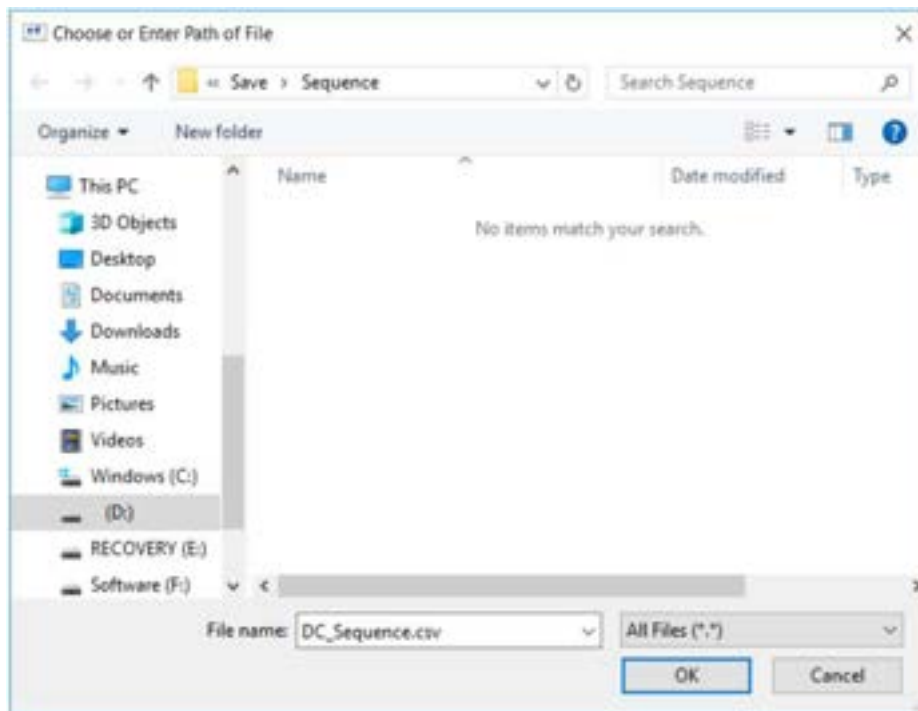 Choose or Enter Path of File
« Save › Sequence
Search Sequence
Organize
New folder
Name
Date modified
Type
No items match your search.
This PC
3D Objects
Desktop
Documents
Downloads
Music
Pictures
Videos
Windows (C:)
(D:)
RECOVERY (E:)
Software (F:)
File name: DC_Sequence.csv
All Files (*.*)
OK
Cancel